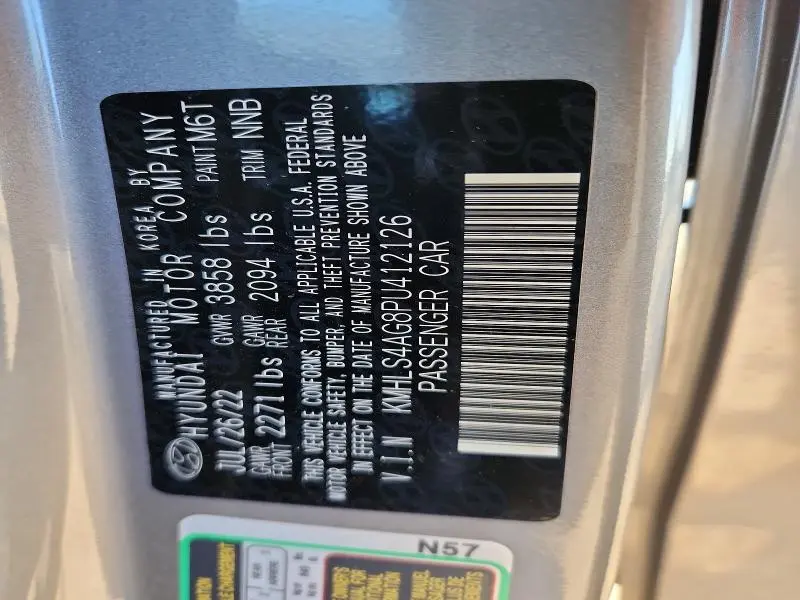 MANUFACTURED IN KOREA BY
HYUNDAI MOTOR COMPANY
JUL/26/22 GVWR 3858 lbs PAINT M6T
GAWR FRONT 2271 lbs GAWR REAR 2094 lbs TRIM NNB
THIS VEHICLE CONFORMS TO ALL APPLICABLE U.S.A. FEDERAL
MOTOR VEHICLE SAFETY, BUMPER, AND THEFT PREVENTION STANDARDS
IN EFFECT ON THE DATE OF MANUFACTURE SHOWN ABOVE
V.I.N KMHLS4AG8PU412126
PASSENGER CAR
N57